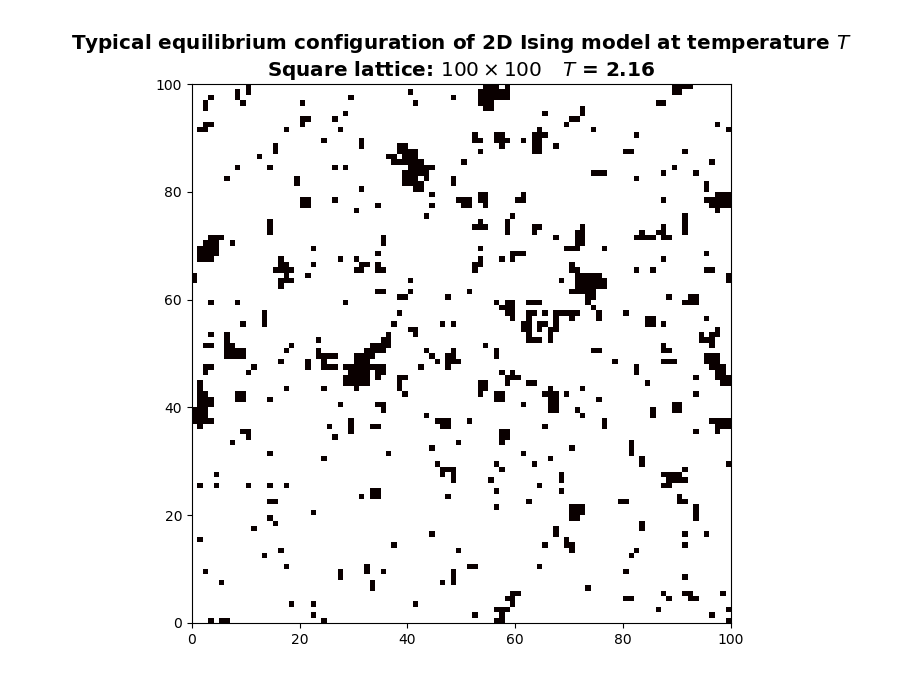 Typical equilibrium configuration of 2D Ising model at temperature T
Square lattice: 100 × 100 T = 2.16
100
80
60
40
20
0
0 20 40 60 80 100